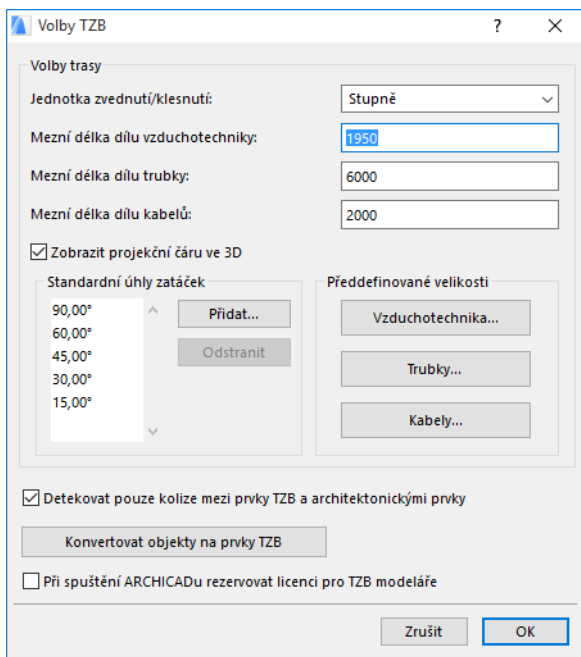 Volby TZB
?
Volby trasy
Jednotka zvednutí/klesnutí:
Stupně
Mezní délka dílu vzduchotechniky:
1950
Mezní délka dílu trubky:
6000
Mezní délka dílu kabelů:
2000
Zobrazit projekční čáru ve 3D
Standardní úhly zatáček
90,00°
60,00°
45,00°
30,00°
15,00°
Přidat...
Odstranit
Předdefinované velikosti
Vzduchotechnika...
Trubky...
Kabely...
Detekovat pouze kolize mezi prvky TZB a architektonickými prvky
Konvertovat objekty na prvky TZB
Při spuštění ARCHICADu rezervovat licenci pro TZB modeláře
Zrušit
OK